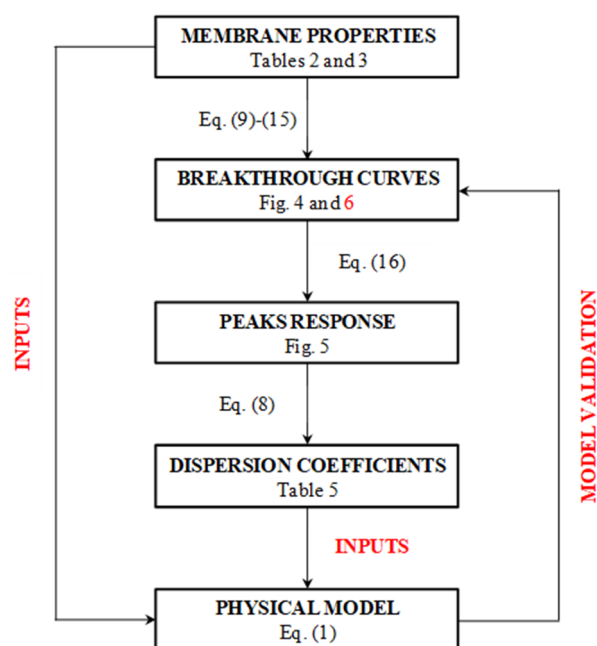 MEMBRANE PROPERTIES
Tables 2 and 3
Eq. (9)-(15)
BREAKTHROUGH CURVES
Fig. 4 and 6
Eq. (16)
INPUTS
PEAKS RESPONSE
Fig. 5
MODEL VALIDATION
Eq. (8)
DISPERSION COEFFICIENTS
Table 5
INPUTS
PHYSICAL MODEL
Eq. (1)